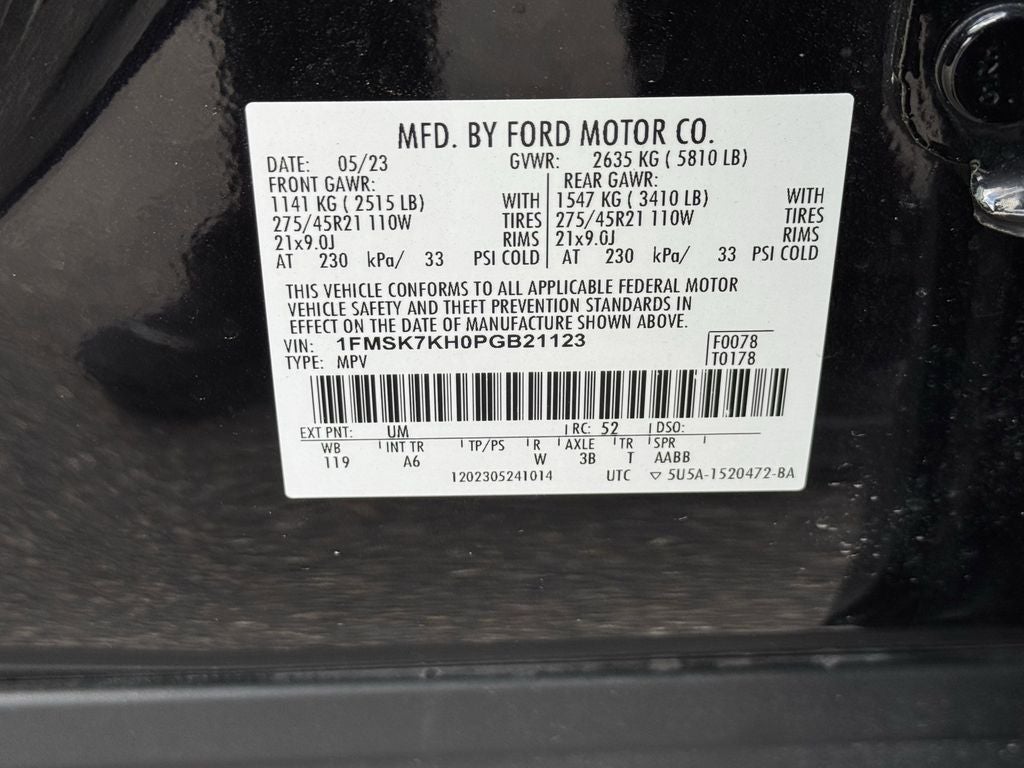 MFD. BY FORD MOTOR CO.
DATE: 05/23 GVWR: 2635 KG ( 5810 LB)
FRONT GAWR: REAR GAWR:
1141 KG ( 2515 LB) WITH 1547 KG ( 3410 LB) WITH
275/45R21 110W TIRES 275/45R21 110W TIRES
21x9.0J RIMS 21x9.0J RIMS
AT 230 kPa/ 33 PSI COLD AT 230 kPa/ 33 PSI COLD
THIS VEHICLE CONFORMS TO ALL APPLICABLE FEDERAL MOTOR
VEHICLE SAFETY AND THEFT PREVENTION STANDARDS IN
EFFECT ON THE DATE OF MANUFACTURE SHOWN ABOVE.
VIN: 1FMSK7KH0PGB21123 F0078
TYPE: MPV T0178
EXT PNT: UM RC: 52 DSO:
WB INT TR TP/PS R AXLE TR SPR
119 A6 W 3B T AABB
1202305241014 UTC ▽ 5U5A-1520472-BA